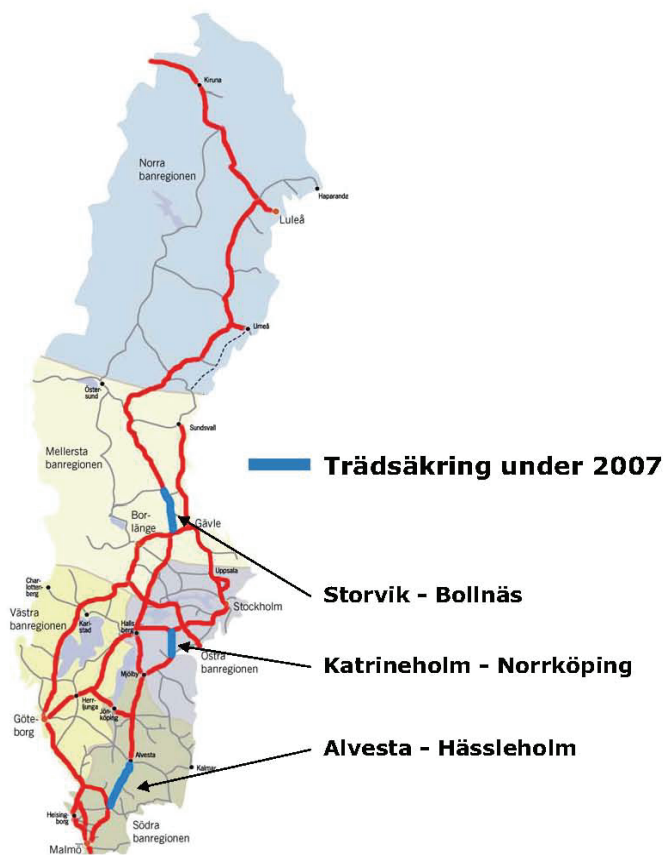 Kiruna
Norra
banregionen
Haparanda
Luleå
Umeå
Öster-
sund
Sundsvall
Mellersta
banregionen
Trädsäkring under 2007
Bor-
länge
Gävle
Char-
lotten-
berg
Uppsala
Storvik - Bollnäs
Västra
banregionen
Karl-
stad
Halls
berg
Stockholm
Östra
banregionen
Katrineholm - Norrköping
Mjölby
Herr-
ljunga
Jön-
köping
Göte-
borg
Alvesta
Alvesta - Hässleholm
Kalmar
Helsing-
borg
Södra
banregionen
Malmö